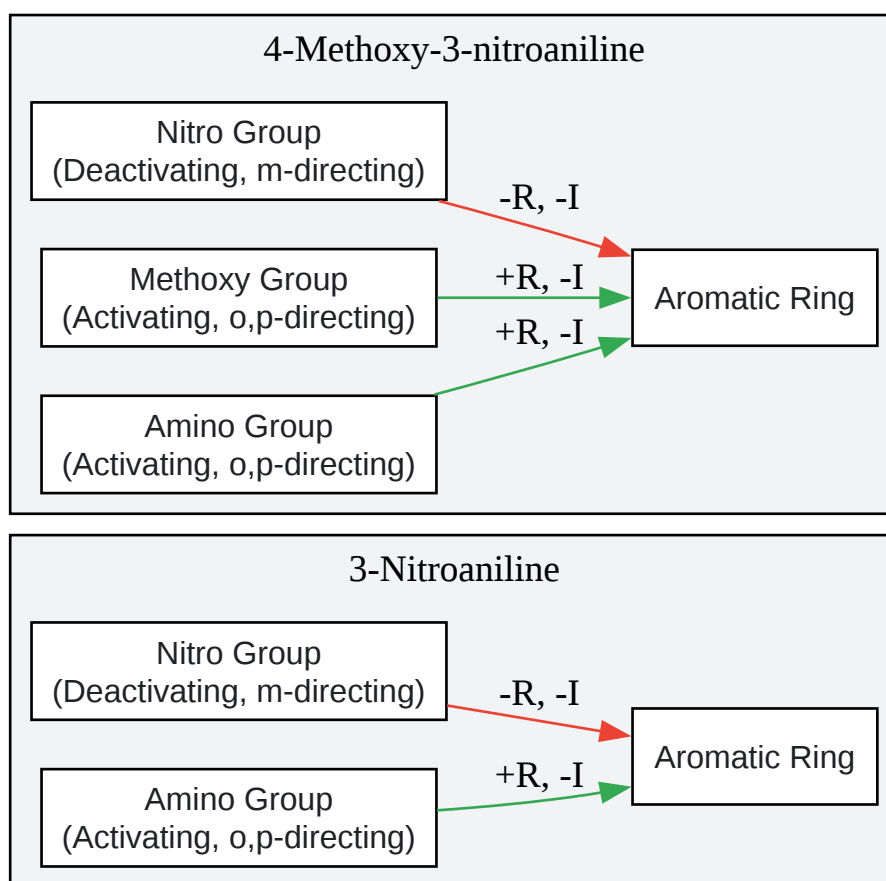 4-Methoxy-3-nitroaniline
Nitro Group
(Deactivating, m-directing)
-R, -I
Methoxy Group
(Activating, o,p-directing)
+R, -I
Aromatic Ring
+R, -I
Amino Group
(Activating, o,p-directing)
3-Nitroaniline
Nitro Group
(Deactivating, m-directing)
-R, -I
Aromatic Ring
+R, -I
Amino Group
(Activating, o,p-directing)